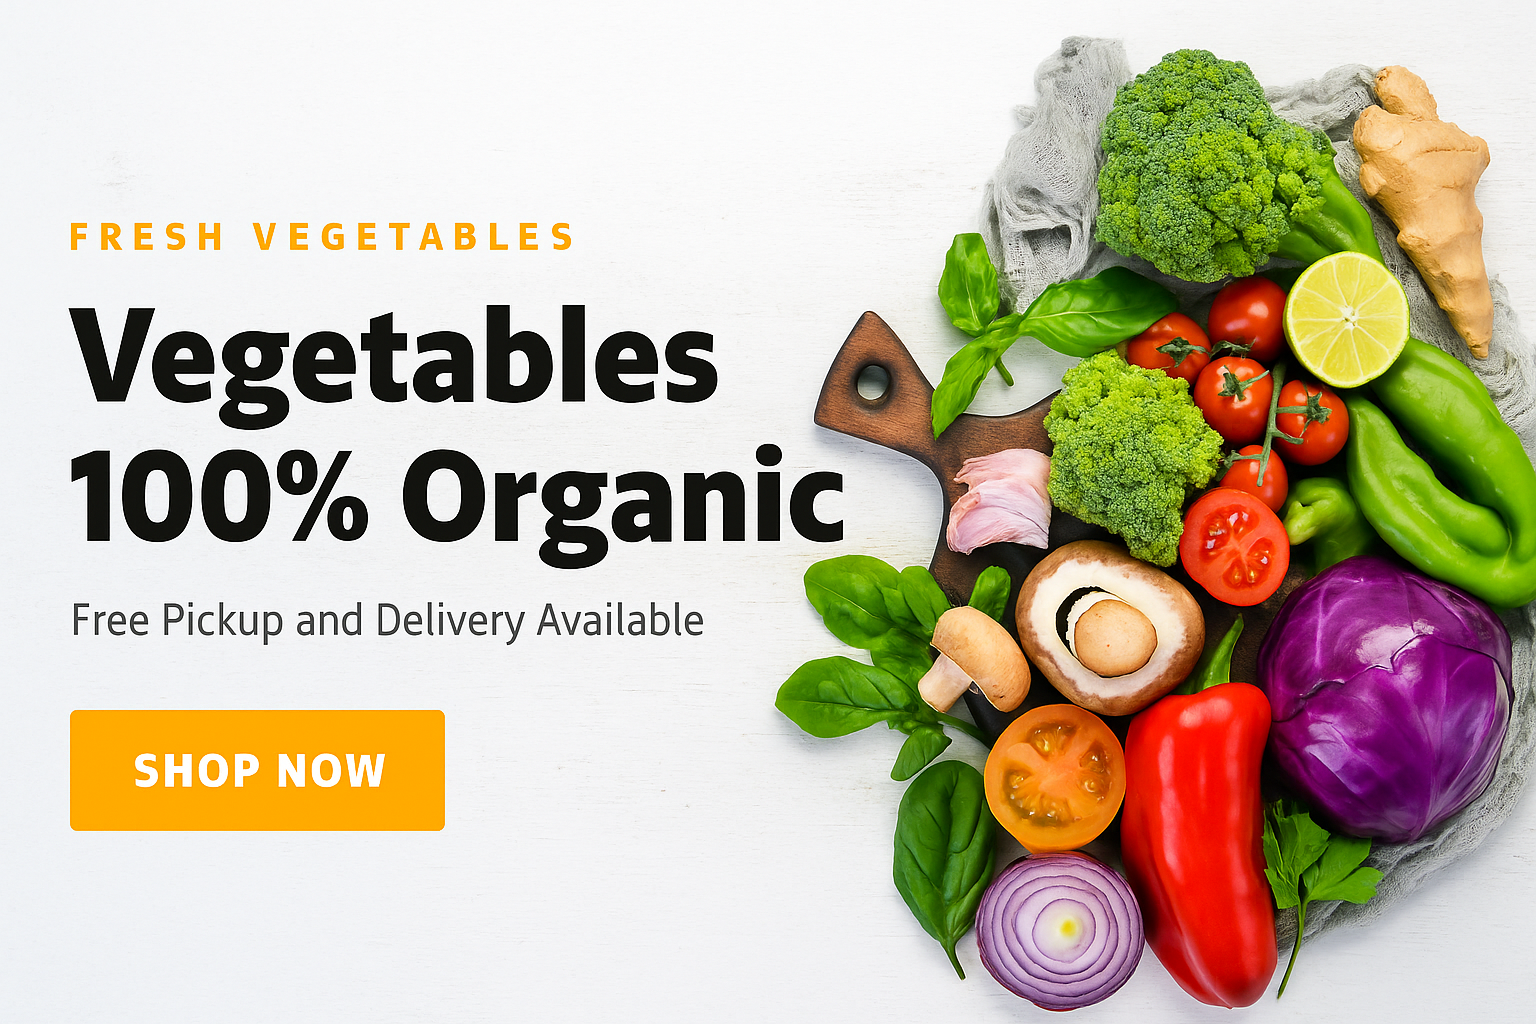 FRESH VEGETABLES
Vegetables
100% Organic
Free Pickup and Delivery Available
SHOP NOW